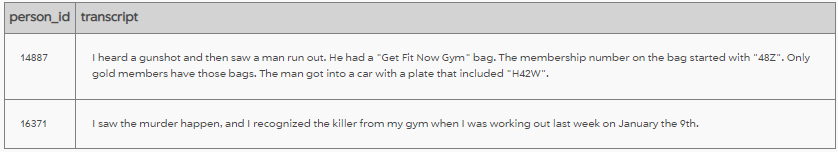 person_id transcript
14887 I heard a gunshot and then saw a man run out. He had a "Get Fit Now Gym" bag. The membership number on the bag started with "48Z". Only
gold members have those bags. The man got into a car with a plate that included "H42W".
16371 I saw the murder happen, and I recognized the killer from my gym when I was working out last week on January the 9th.